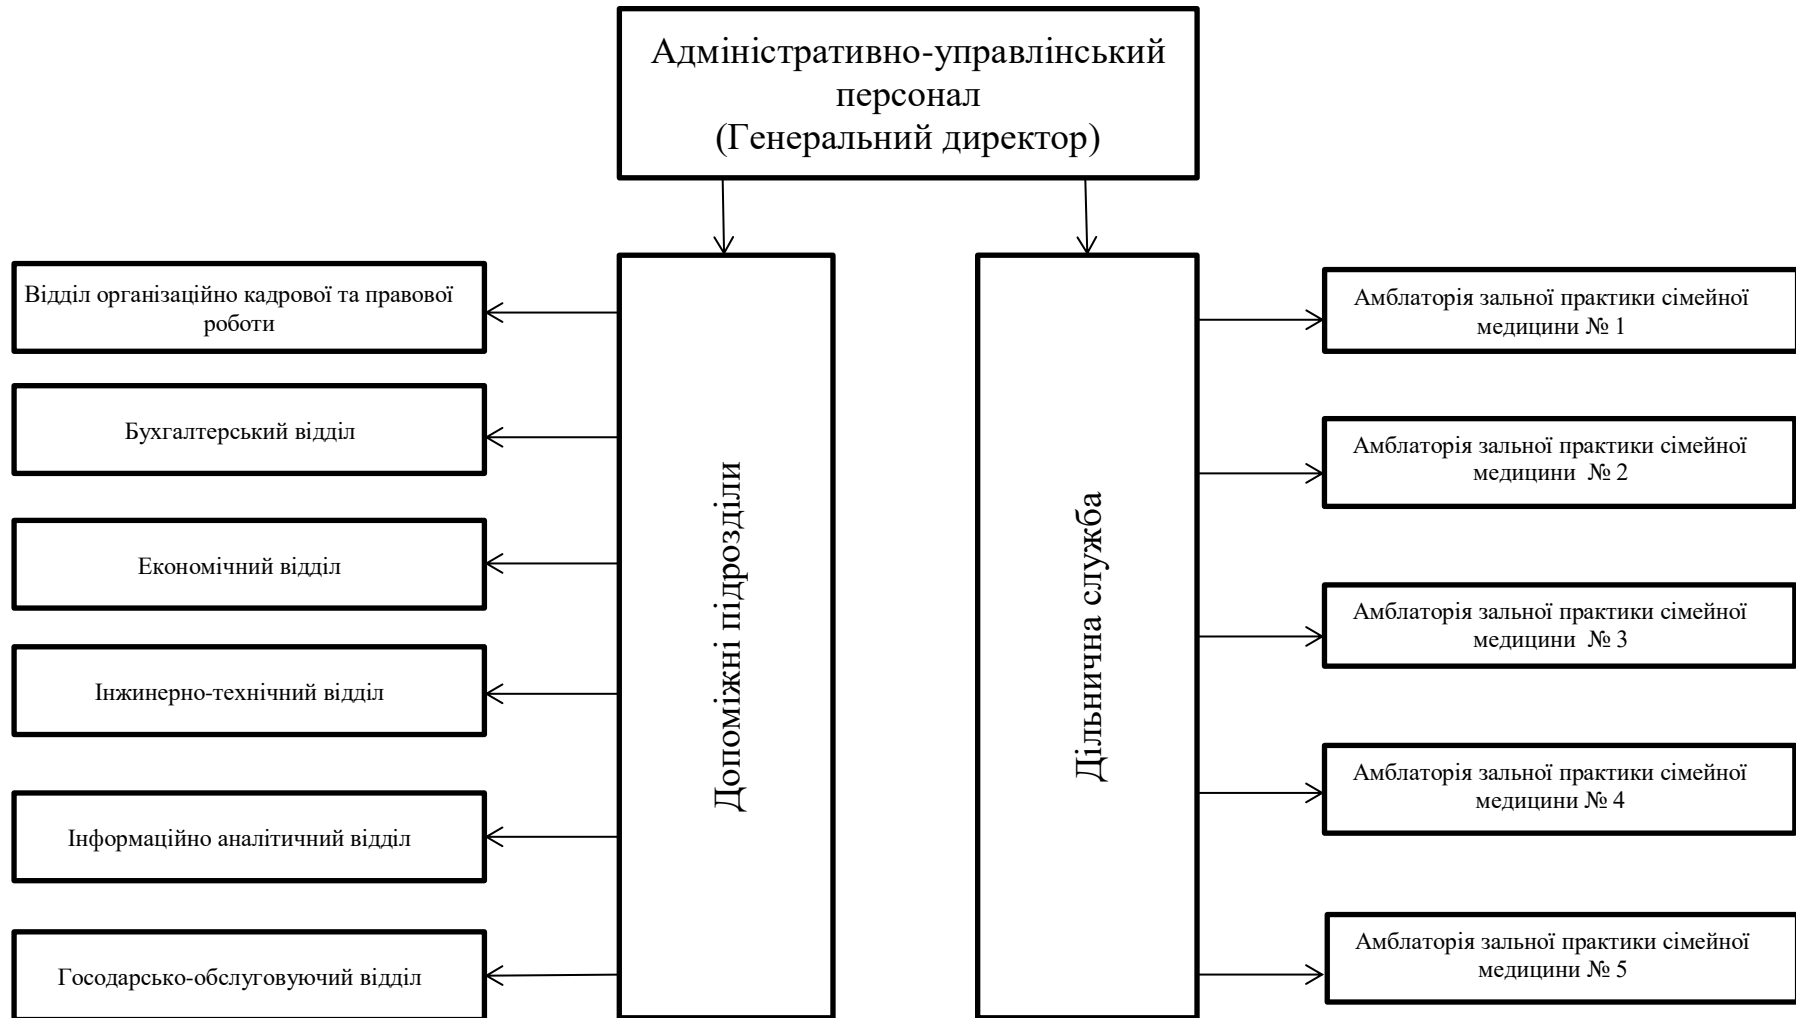 Адміністративно-управлінський
персонал
(Генеральний директор)
Відділ організаційно кадрової та правової
роботи
Бухгалтерський відділ
Економічний відділ
Інжинерно-технічний відділ
Інформаційно аналітичний відділ
Госодарсько-обслуговуючий відділ
Допоміжні підрозділи
Дільнична служба
Амблаторія зальної практики сімейної
медицини № 1
Амблаторія зальної практики сімейної
медицини № 2
Амблаторія зальної практики сімейної
медицини № 3
Амблаторія зальної практики сімейної
медицини № 4
Амблаторія зальної практики сімейної
медицини № 5